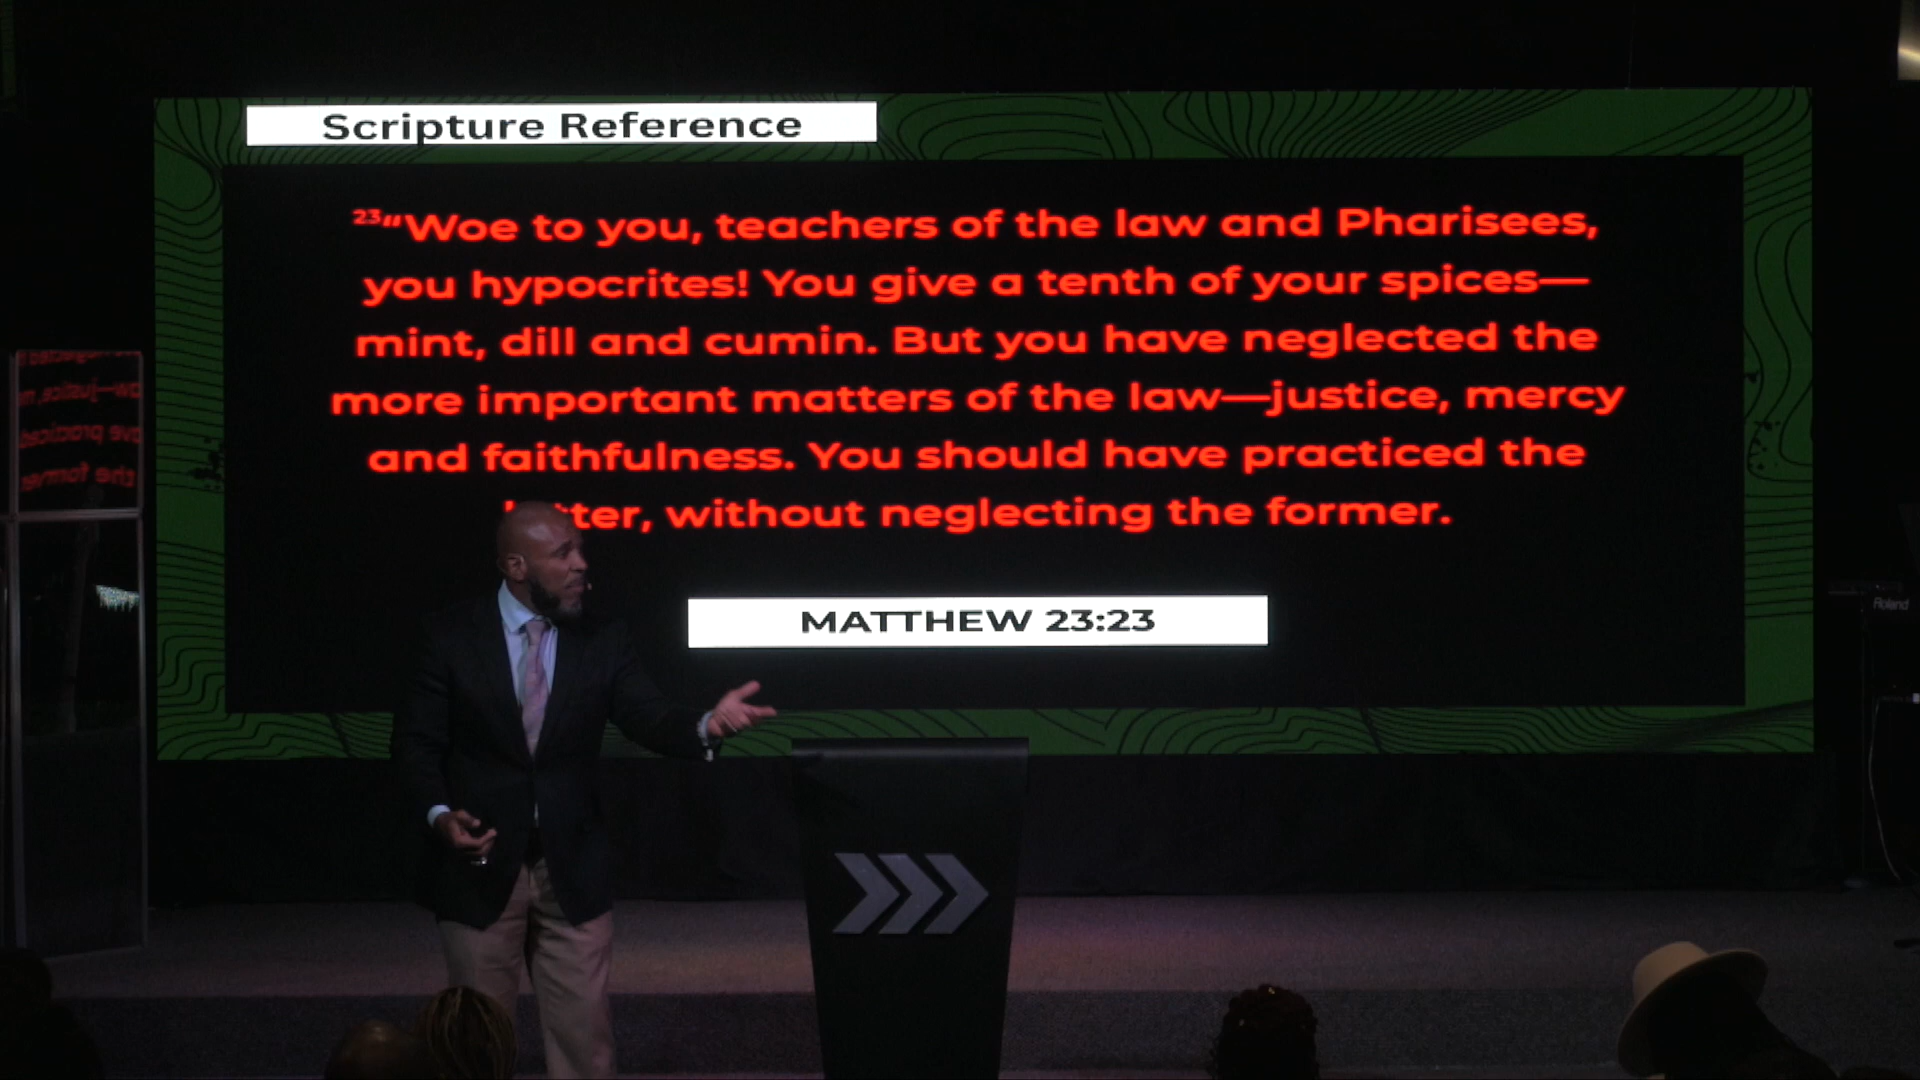 Scripture Reference
23“Woe to you, teachers of the law and Pharisees,
you hypocrites! You give a tenth of your spices—
mint, dill and cumin. But you have neglected the
more important matters of the law—justice, mercy
and faithfulness. You should have practiced the
latter, without neglecting the former.
MATTHEW 23:23
Roland